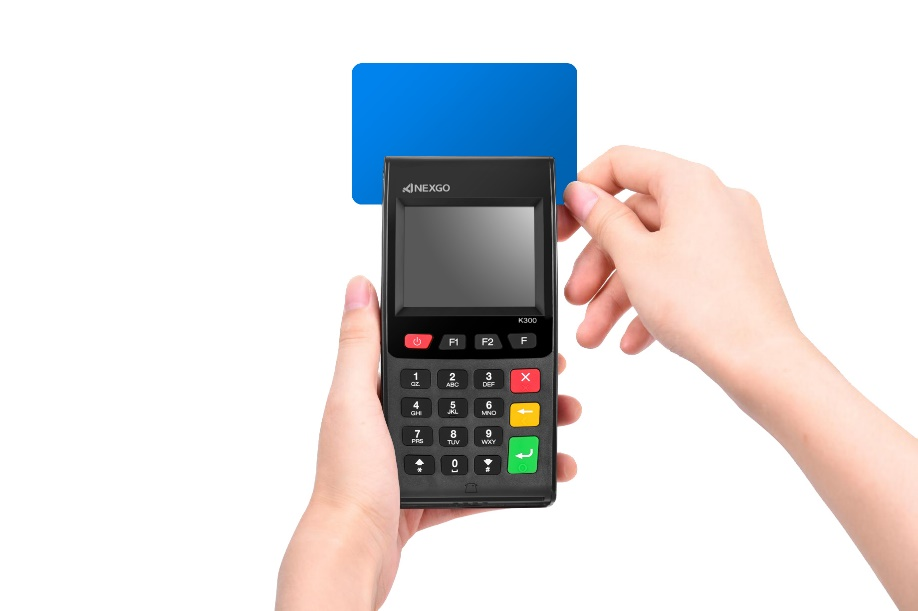 NEXGO
K300
F1 F2 F
1 2 3
QZ. ABC DEF
4 5 6
GHI JKL MNO
7 8 9
PRS TUV WXY
0
* #